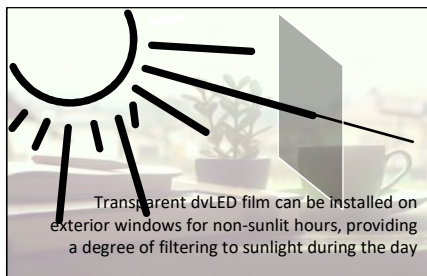 Transparent dvLED film can be installed on
exterior windows for non-sunlit hours, providing
a degree of filtering to sunlight during the day